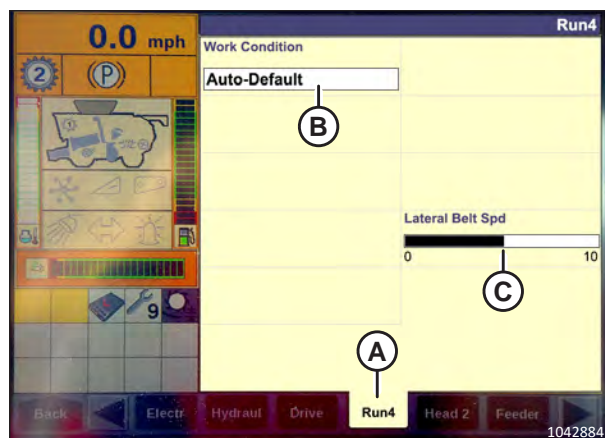 Run4
0.0 mph
Work Condition
2
P
Auto-Default
B
Lateral Belt Spd
0
10
C
9
A
Back
Electr
Hydraul
Drive
Run4
Head 2
Feeder
1042884